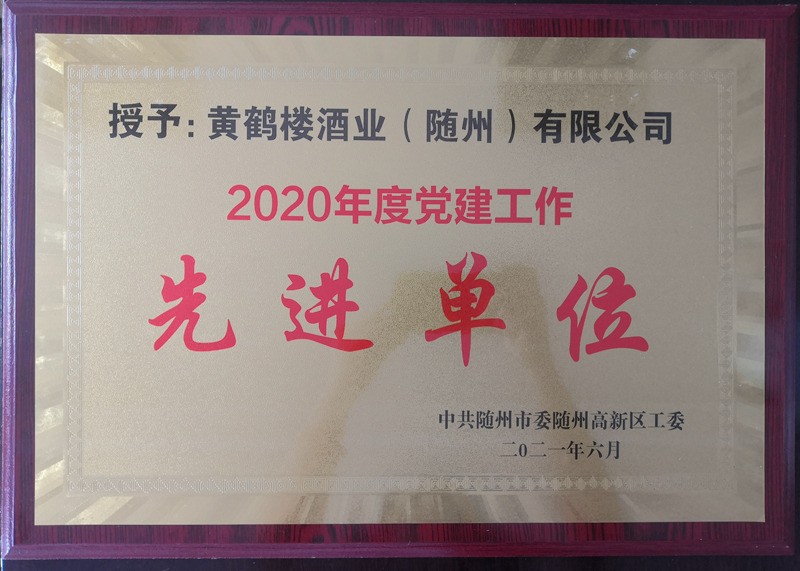 授予：黄鹤楼酒业（随州）有限公司
2020年度党建工作
先进单位
中共随州市委随州高新区工委
二0二一年六月